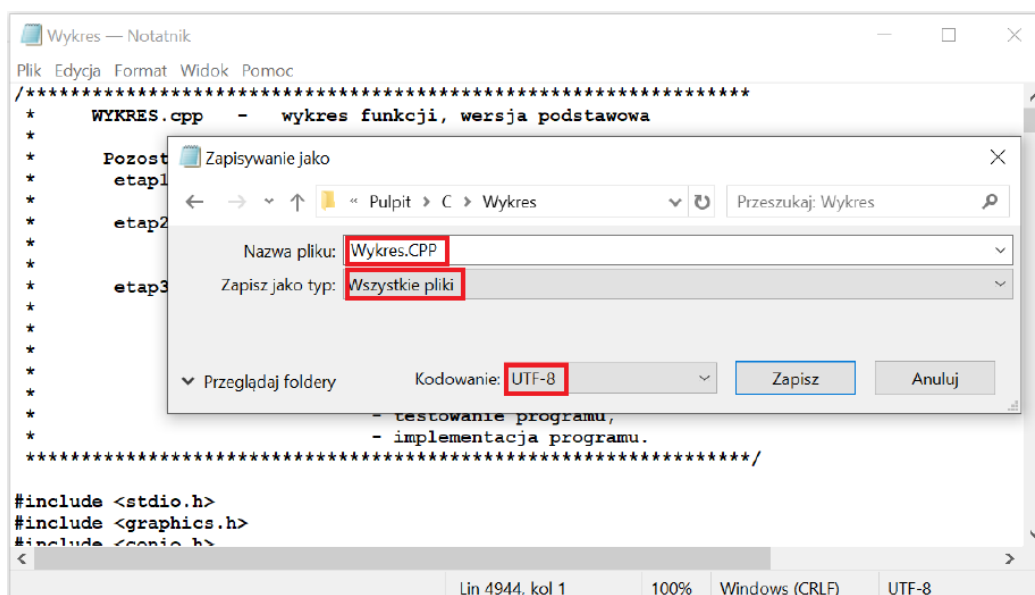 Wykres — Notatnik
Plik Edycja Format Widok Pomoc
/*****************************************************************
* WYKRES.cpp - wykres funkcji, wersja podstawowa
*
* Pozost
* etap1
*
* etap2
*
*
* etap3
*
*
*
*
*
* - testowanie programu,
* - implementacja programu.
*****************************************************************/
#include <stdio.h>
#include <graphics.h>
#include <conio.h>
Zapisywanie jako
« Pulpit > C > Wykres
Przeszukaj: Wykres
Nazwa pliku: Wykres.CPP
Zapisz jako typ: Wszystkie pliki
Przeglądaj foldery
Kodowanie: UTF-8
Zapisz
Anuluj
Lin 4944, kol 1
100%
Windows (CRLF)
UTF-8